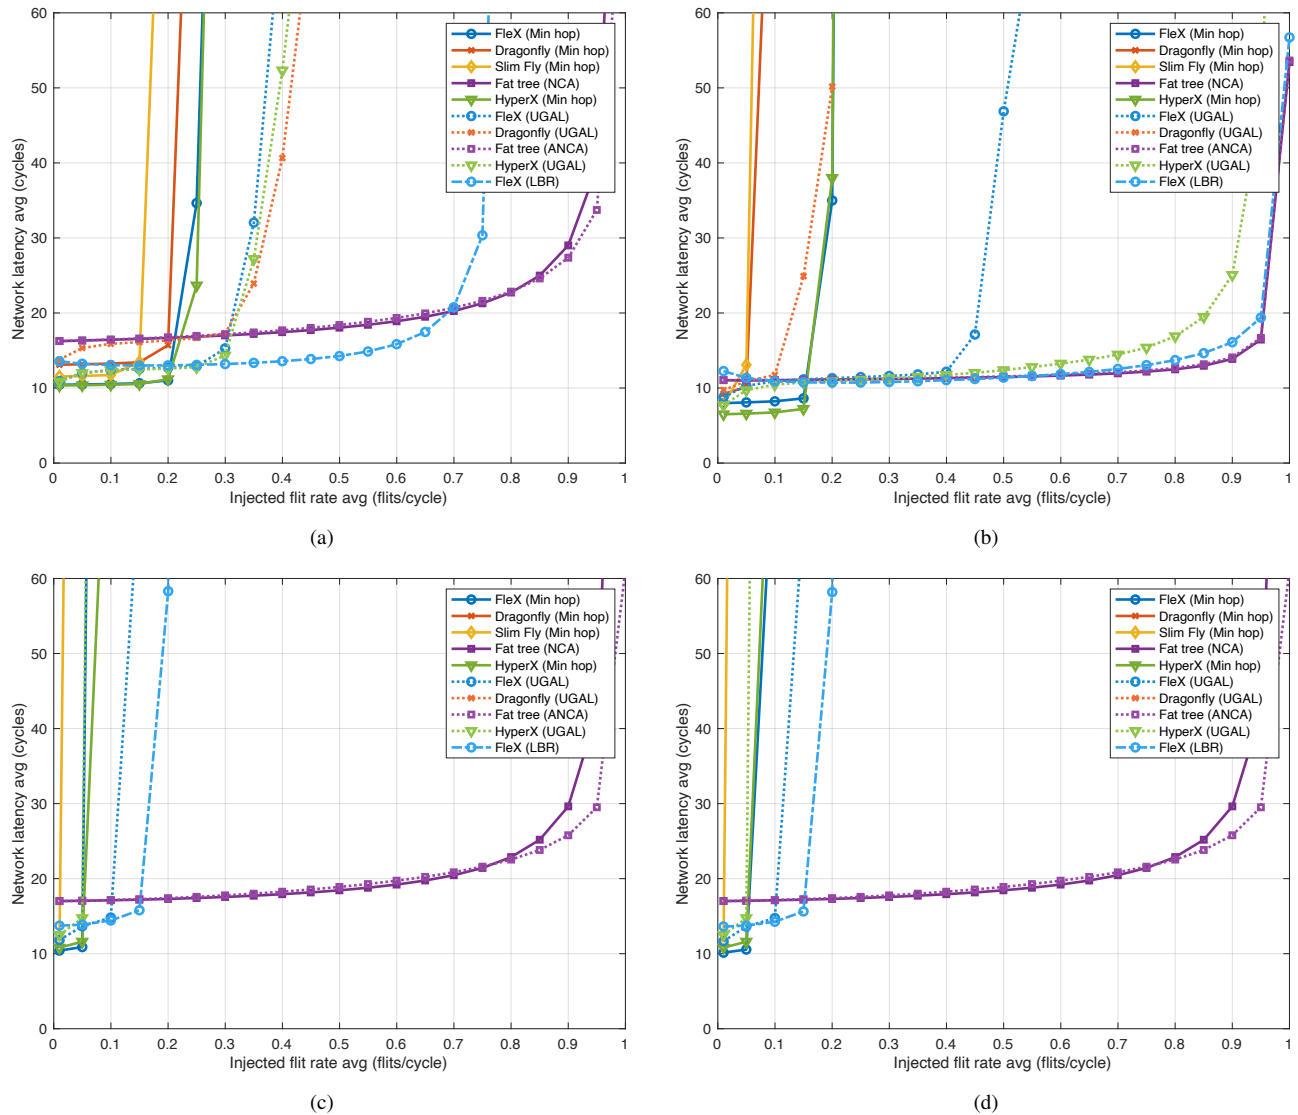 60
50
40
30
20
10
0
Network latency avg (cycles)
FleX (Min hop)
Dragonfly (Min hop)
Slim Fly (Min hop)
Fat tree (NCA)
HyperX (Min hop)
FleX (UGAL)
Dragonfly (UGAL)
Fat tree (ANCA)
HyperX (UGAL)
FleX (LBR)
0 0.1 0.2 0.3 0.4 0.5 0.6 0.7 0.8 0.9 1
Injected flit rate avg (flits/cycle)
(a)
60
50
40
30
20
10
0
Network latency avg (cycles)
FleX (Min hop)
Dragonfly (Min hop)
Slim Fly (Min hop)
Fat tree (NCA)
HyperX (Min hop)
FleX (UGAL)
Dragonfly (UGAL)
Fat tree (ANCA)
HyperX (UGAL)
FleX (LBR)
0 0.1 0.2 0.3 0.4 0.5 0.6 0.7 0.8 0.9 1
Injected flit rate avg (flits/cycle)
(b)
60
50
40
30
20
10
0
Network latency avg (cycles)
FleX (Min hop)
Dragonfly (Min hop)
Slim Fly (Min hop)
Fat tree (NCA)
HyperX (Min hop)
FleX (UGAL)
Dragonfly (UGAL)
Fat tree (ANCA)
HyperX (UGAL)
FleX (LBR)
0 0.1 0.2 0.3 0.4 0.5 0.6 0.7 0.8 0.9 1
Injected flit rate avg (flits/cycle)
(c)
60
50
40
30
20
10
0
Network latency avg (cycles)
FleX (Min hop)
Dragonfly (Min hop)
Slim Fly (Min hop)
Fat tree (NCA)
HyperX (Min hop)
FleX (UGAL)
Dragonfly (UGAL)
Fat tree (ANCA)
HyperX (UGAL)
FleX (LBR)
0 0.1 0.2 0.3 0.4 0.5 0.6 0.7 0.8 0.9 1
Injected flit rate avg (flits/cycle)
(d)